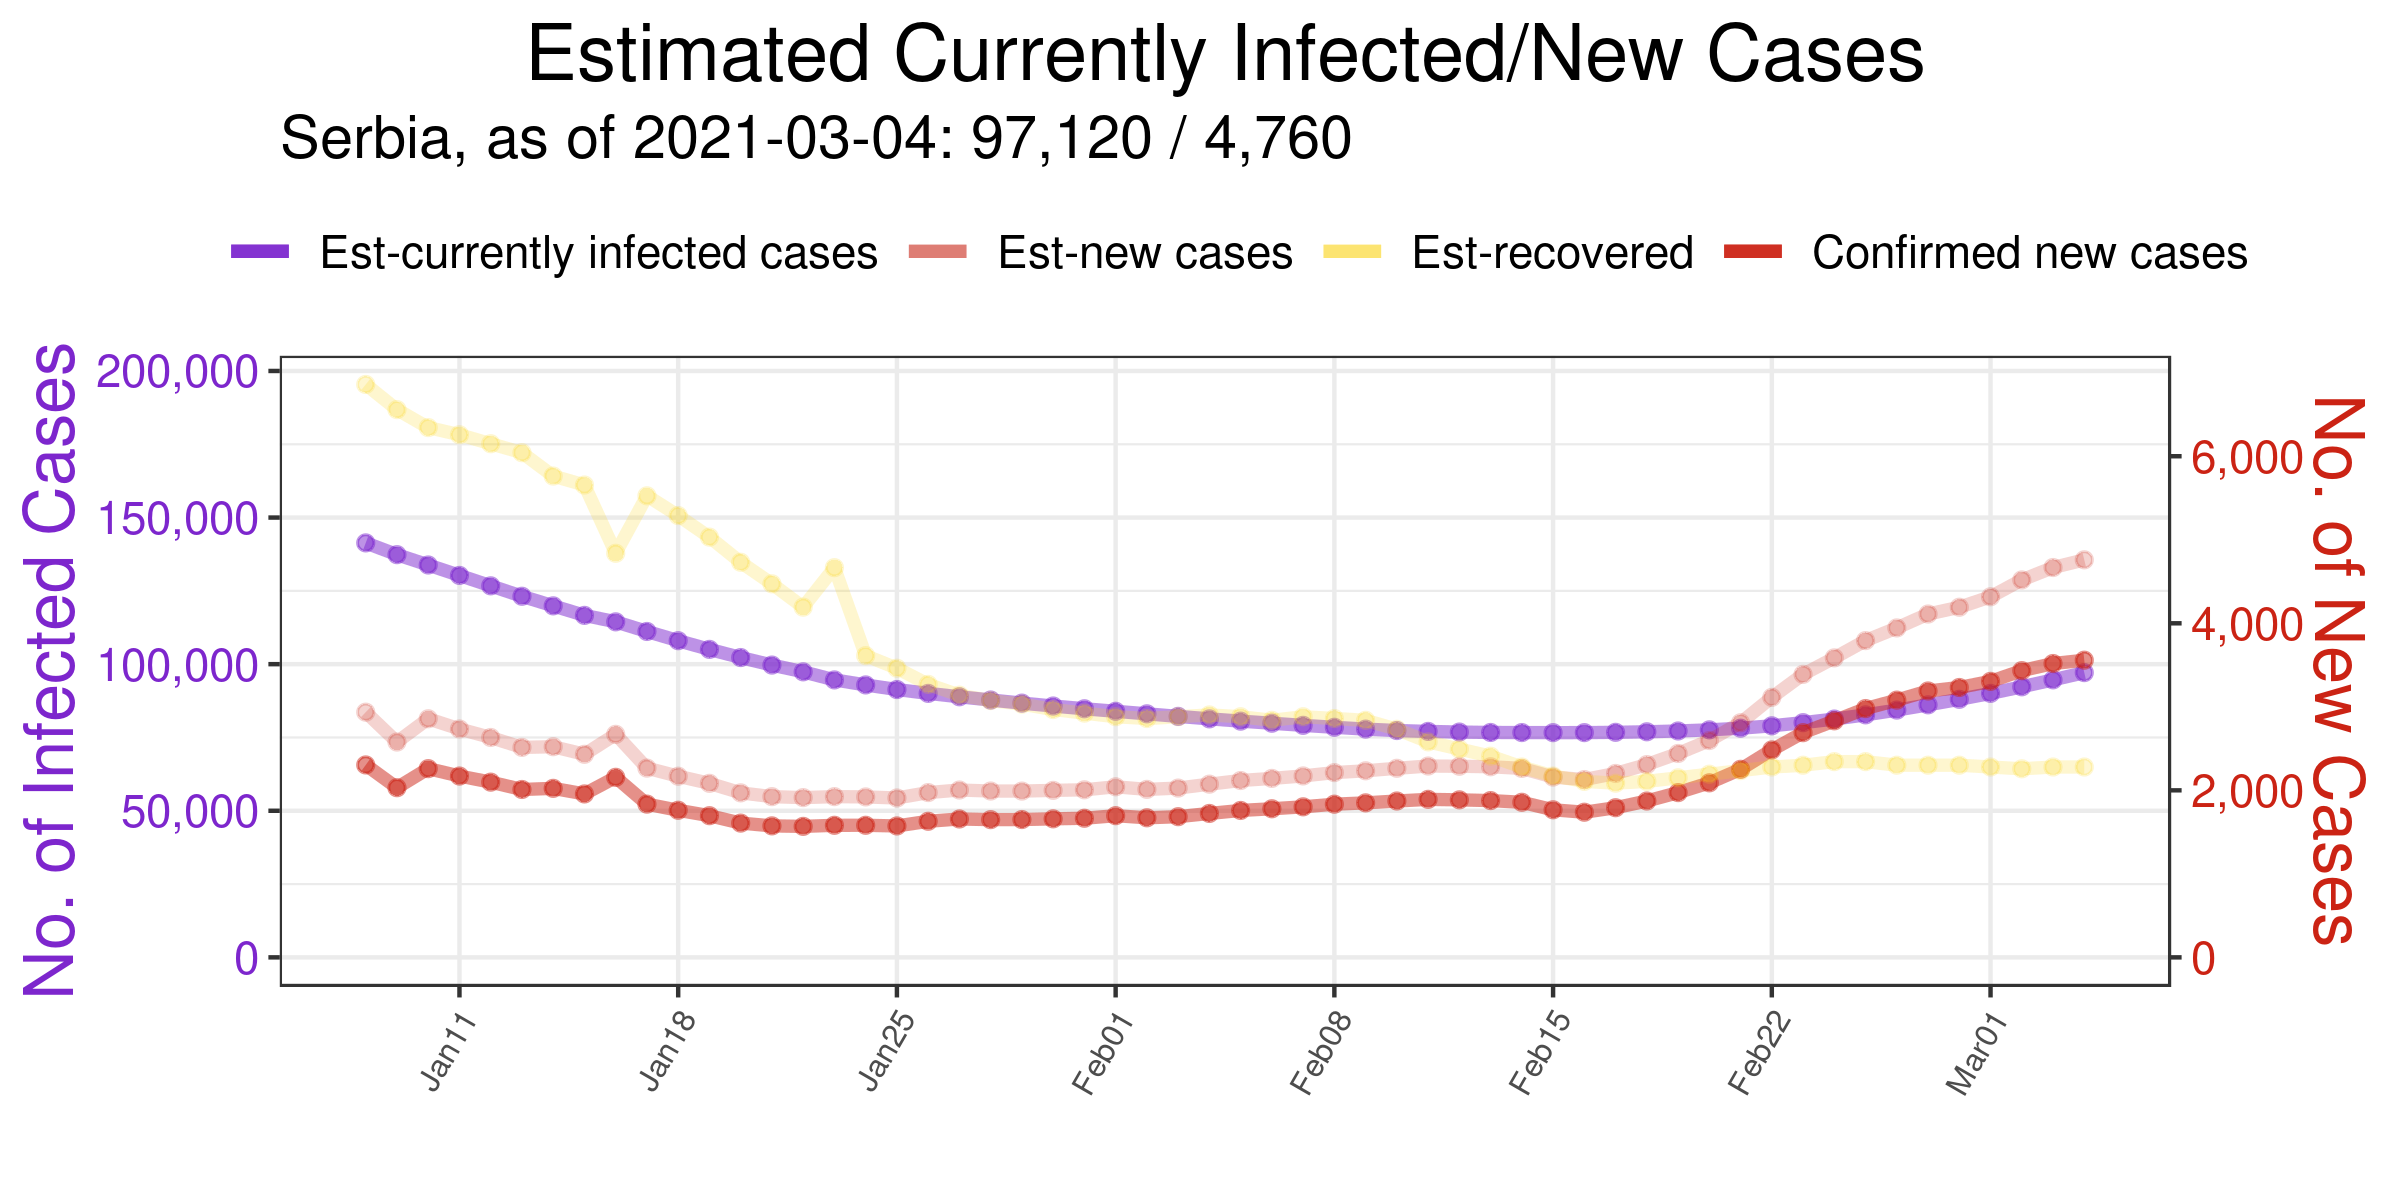 Estimated Currently Infected/New Cases
Serbia, as of 2021-03-04: 97,120 / 4,760
Est-currently infected cases Est-new cases Est-recovered Confirmed new cases
No. of Infected Cases
200,000
150,000
100,000
50,000
0
6,000
4,000
2,000
0
No. of New Cases
Jan11 Jan18 Jan25 Feb01 Feb08 Feb15 Feb22 Mar01